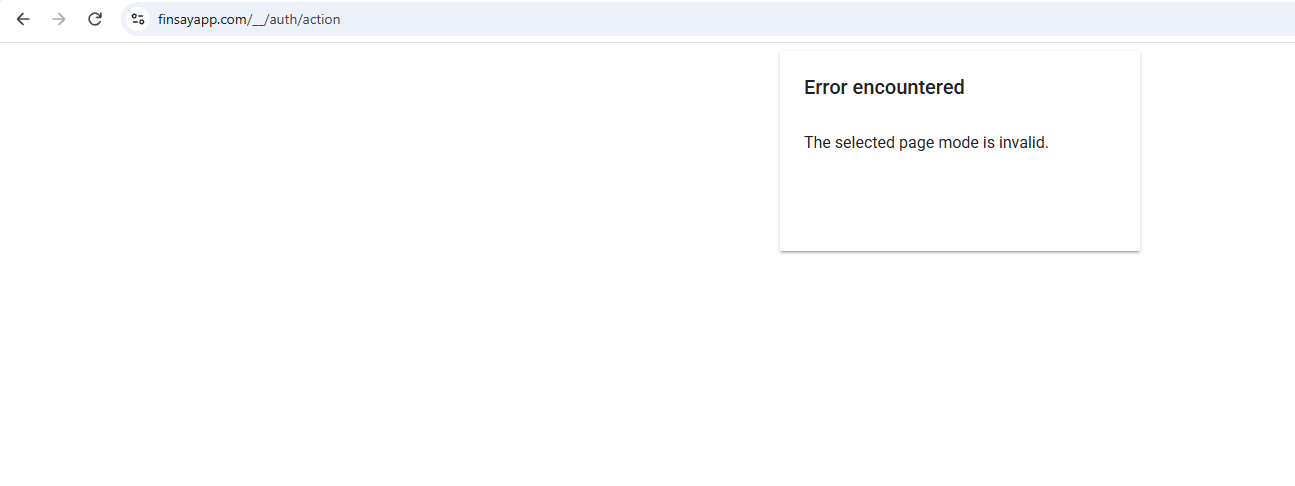 finsayapp.com/__/auth/action
Error encountered
The selected page mode is invalid.